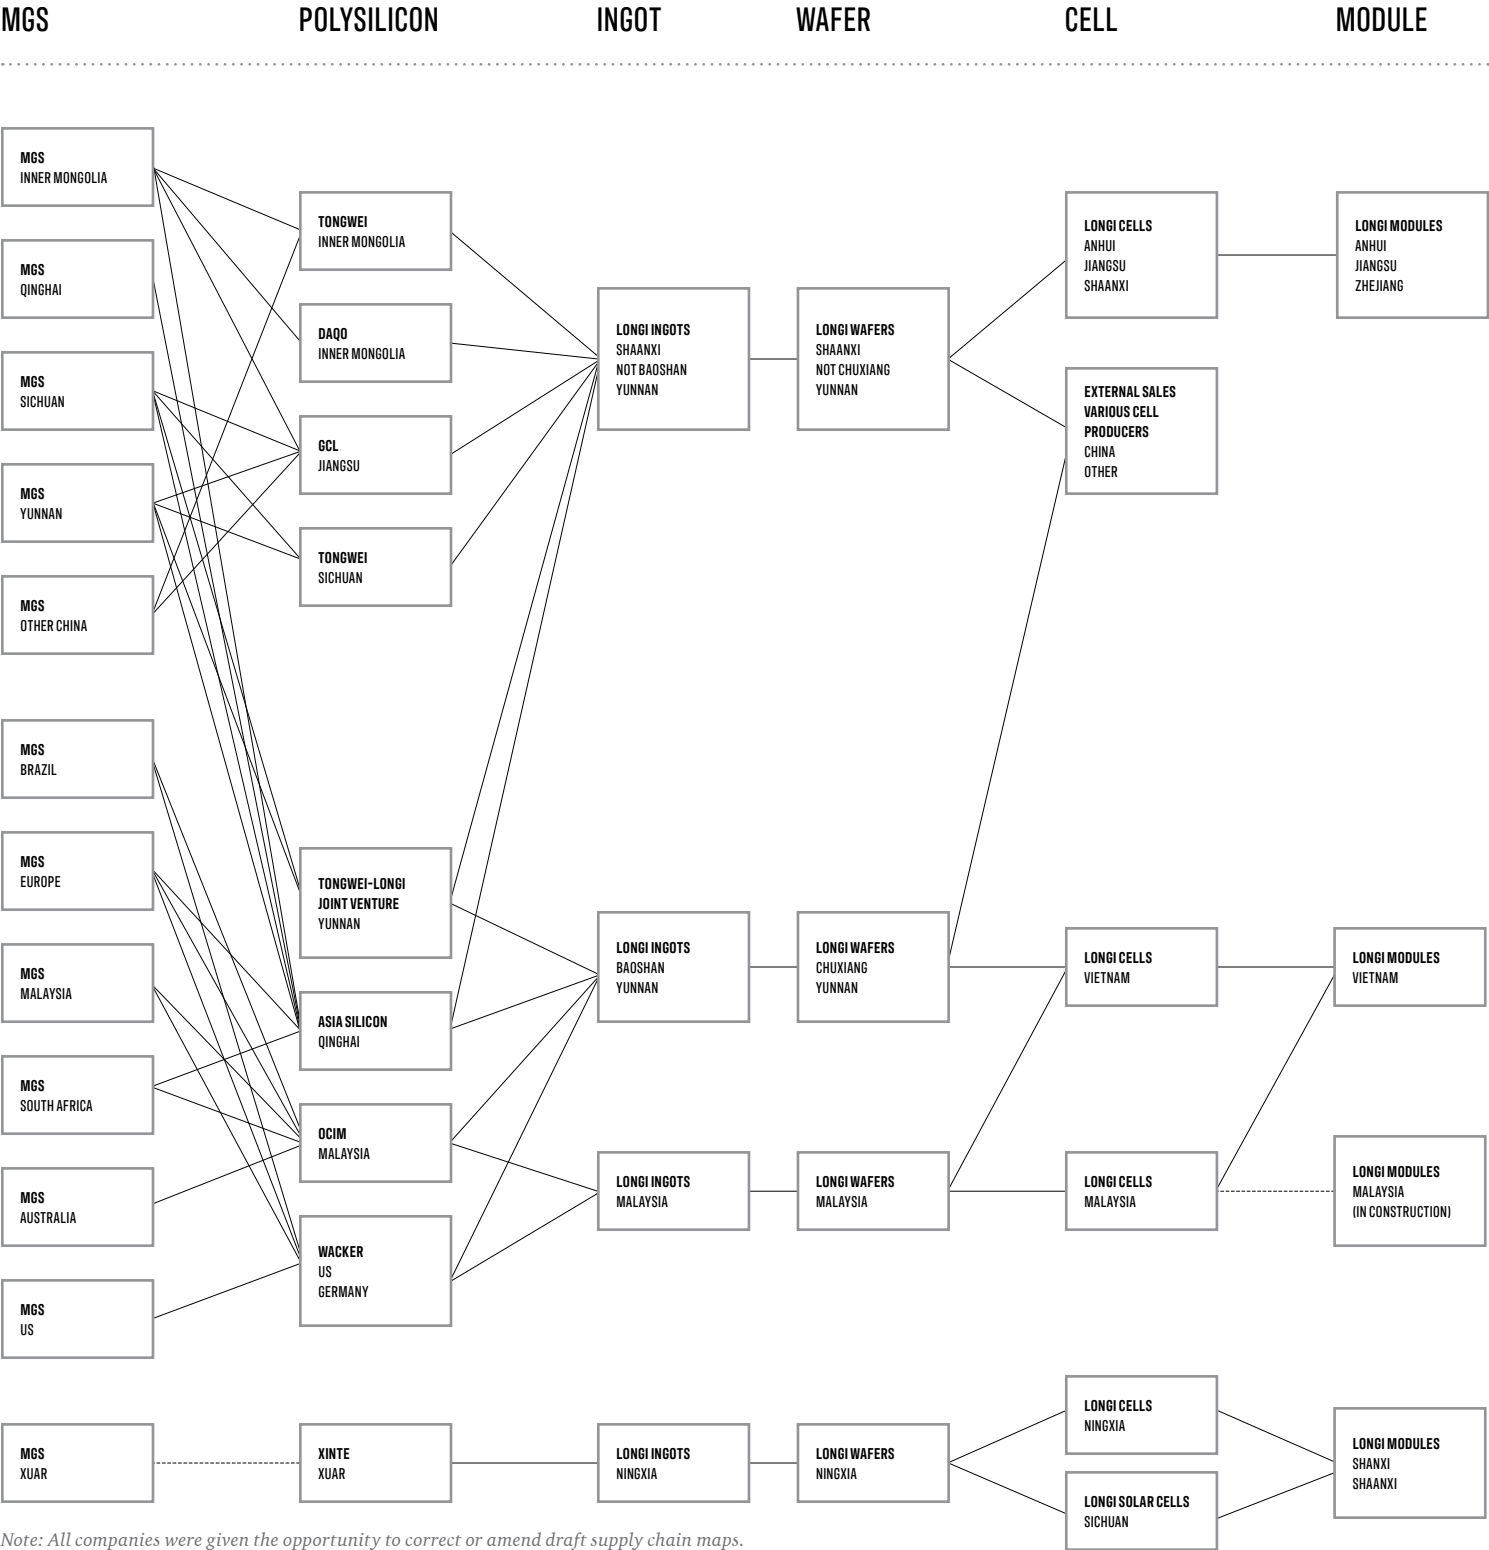 MGS
POLYSILICON
INGOT
WAFER
CELL
MODULE
MGS
INNER MONGOLIA
MGS
QINGHAI
MGS
SICHUAN
MGS
YUNNAN
MGS
OTHER CHINA
MGS
BRAZIL
MGS
EUROPE
MGS
MALAYSIA
MGS
SOUTH AFRICA
MGS
AUSTRALIA
MGS
US
MGS
XUAR
TONGWEI
INNER MONGOLIA
DAQO
INNER MONGOLIA
GCL
JIANGSU
TONGWEI
SICHUAN
TONGWEI-LONGI
JOINT VENTURE
YUNNAN
ASIA SILICON
QINGHAI
OCIM
MALAYSIA
WACKER
US
GERMANY
XINTE
XUAR
LONGI INGOTS
SHAANXI
NOT BAOSHAN
YUNNAN
LONGI INGOTS
BAOSHAN
YUNNAN
LONGI INGOTS
MALAYSIA
LONGI INGOTS
NINGXIA
LONGI WAFERS
SHAANXI
NOT CHUXIANG
YUNNAN
LONGI WAFERS
CHUXIANG
YUNNAN
LONGI WAFERS
MALAYSIA
LONGI WAFERS
NINGXIA
LONGI CELLS
ANHUI
JIANGSU
SHAANXI
EXTERNAL SALES
VARIOUS CELL
PRODUCERS
CHINA
OTHER
LONGI CELLS
VIETNAM
LONGI CELLS
MALAYSIA
LONGI CELLS
NINGXIA
LONGI SOLAR CELLS
SICHUAN
LONGI MODULES
ANHUI
JIANGSU
ZHEJIANG
LONGI MODULES
VIETNAM
LONGI MODULES
MALAYSIA
(IN CONSTRUCTION)
LONGI MODULES
SHANXI
SHAANXI
Note: All companies were given the opportunity to correct or amend draft supply chain maps.